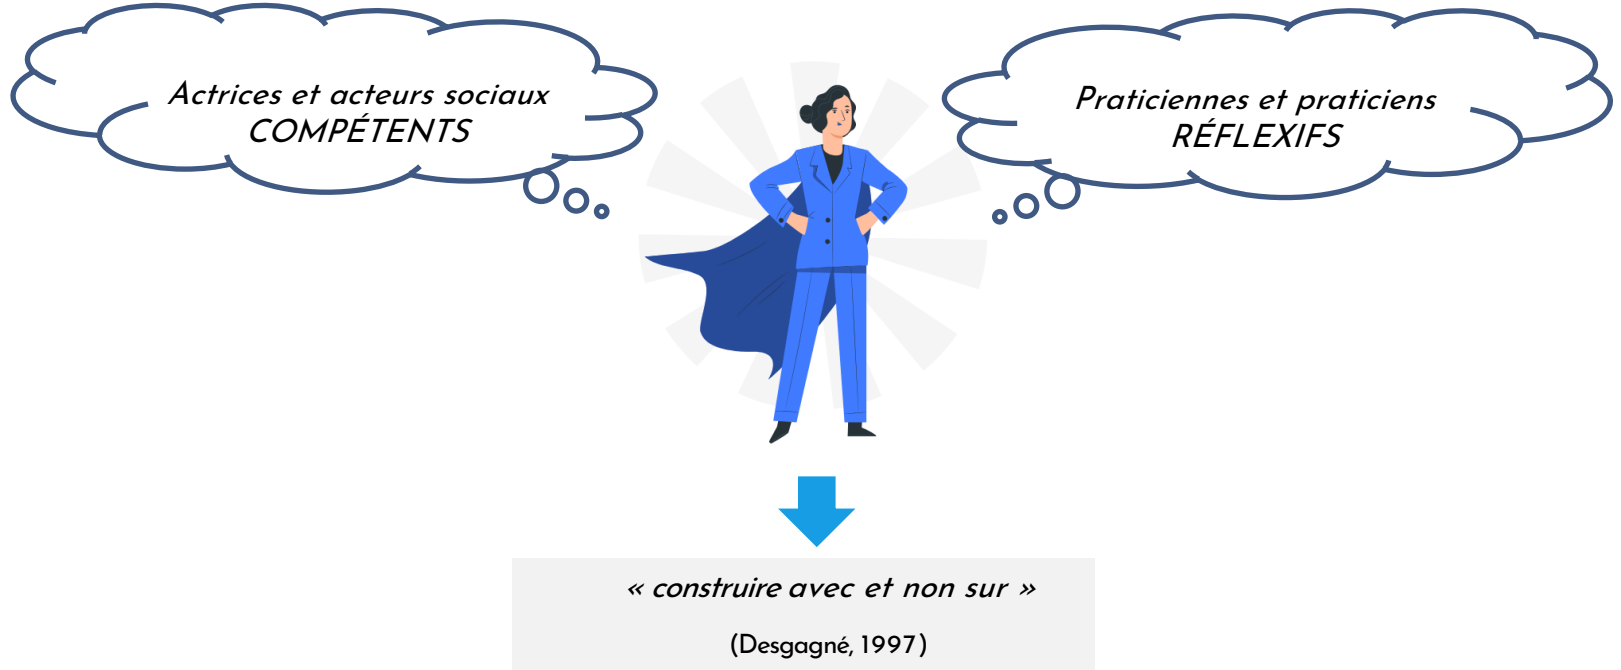 Actrices et acteurs sociaux
COMPÉTENTS
Praticiennes et praticiens
RÉFLEXIFS
« construire avec et non sur »
(Desgagné, 1997)